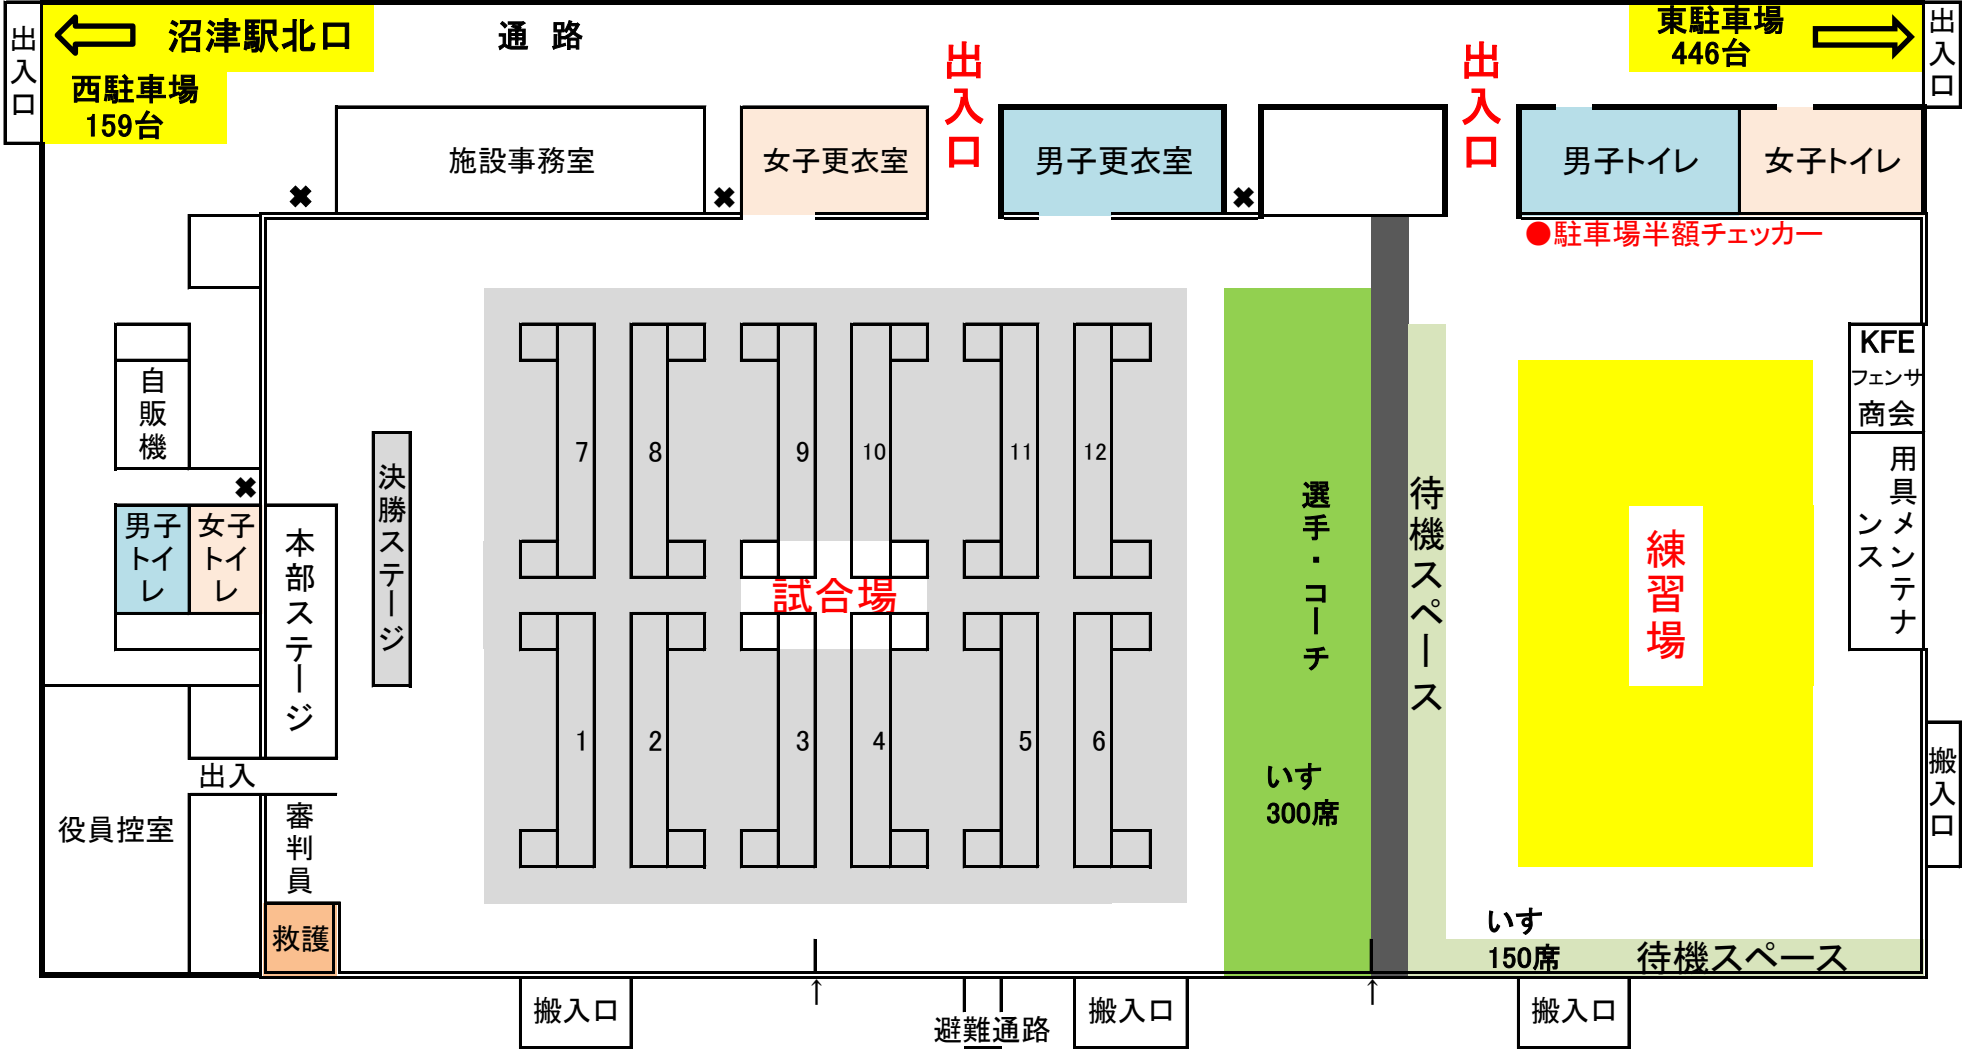 出入口
沼津駅北口
通 路
東駐車場
446台
出入口
西駐車場
159台
出入口
出入口
施設事務室
女子更衣室
男子更衣室
男子トイレ
女子トイレ
✖
✖
✖
●駐車場半額チェッカー
自販機
7
8
9
10
11
12
KFE
フェンサ
商会
用具メンテナンス
決勝ステージ
✖
男子トイレ
女子トイレ
本部ステージ
試合場
選手・コーチ
待機スペース
練習場
1
2
3
4
5
6
いす
300席
出入
役員控室
審判員
搬入口
救護
いす
150席
待機スペース
↑
↑
搬入口
避難通路
搬入口
搬入口